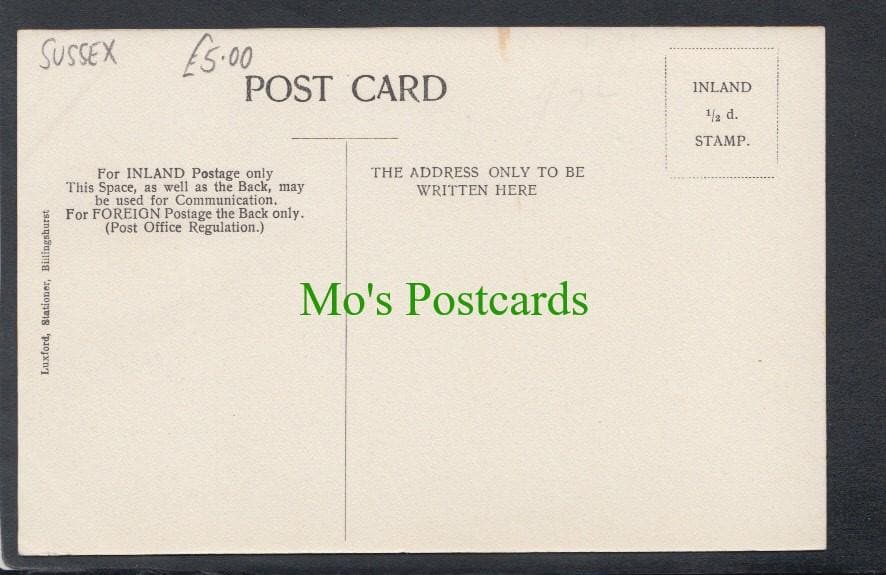 SUSSEX
£5.00
POST CARD
INLAND
1/2 d.
STAMP.
For INLAND Postage only
This Space, as well as the Back, may
be used for Communication.
For FOREIGN Postage the Back only.
(Post Office Regulation.)
THE ADDRESS ONLY TO BE
WRITTEN HERE
Luxford, Stationer, Billingshurst
Mo's Postcards